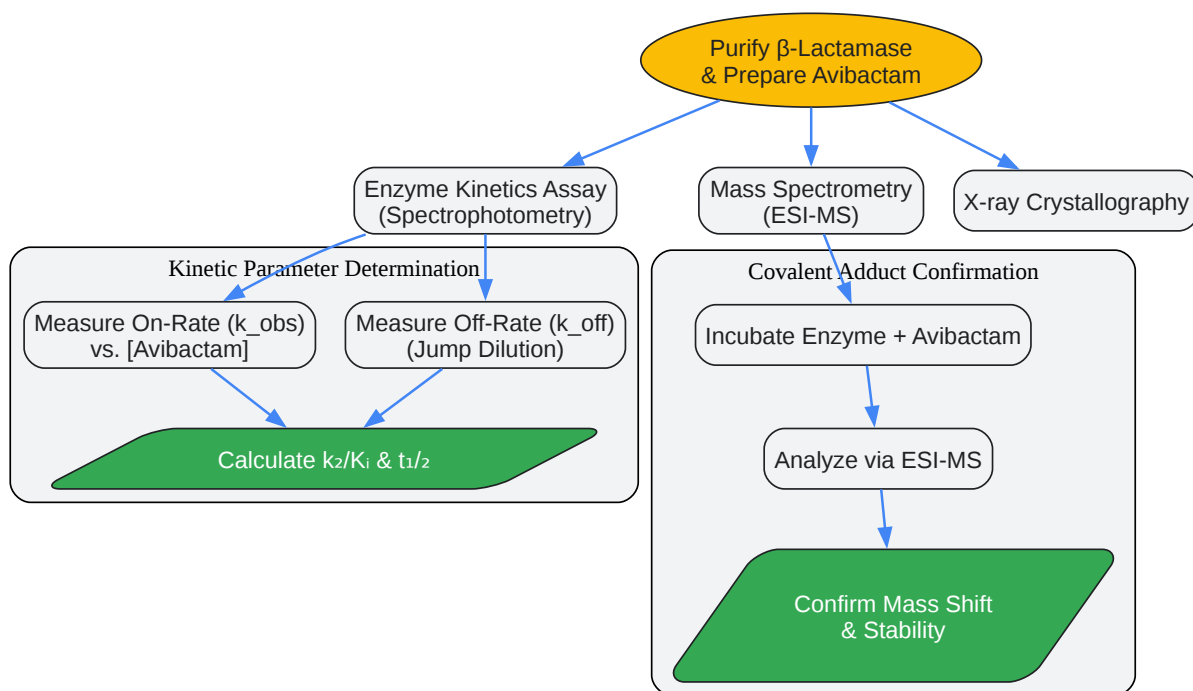 Purify β-Lactamase
& Prepare Avibactam
Enzyme Kinetics Assay
(Spectrophotometry)
Mass Spectrometry
(ESI-MS)
X-ray Crystallography
Kinetic Parameter Determination
Measure On-Rate (k_obs)
vs. [Avibactam]
Measure Off-Rate (k_off)
(Jump Dilution)
Calculate k₂/Kᵢ & t₁/₂
Covalent Adduct Confirmation
Incubate Enzyme + Avibactam
Analyze via ESI-MS
Confirm Mass Shift
& Stability